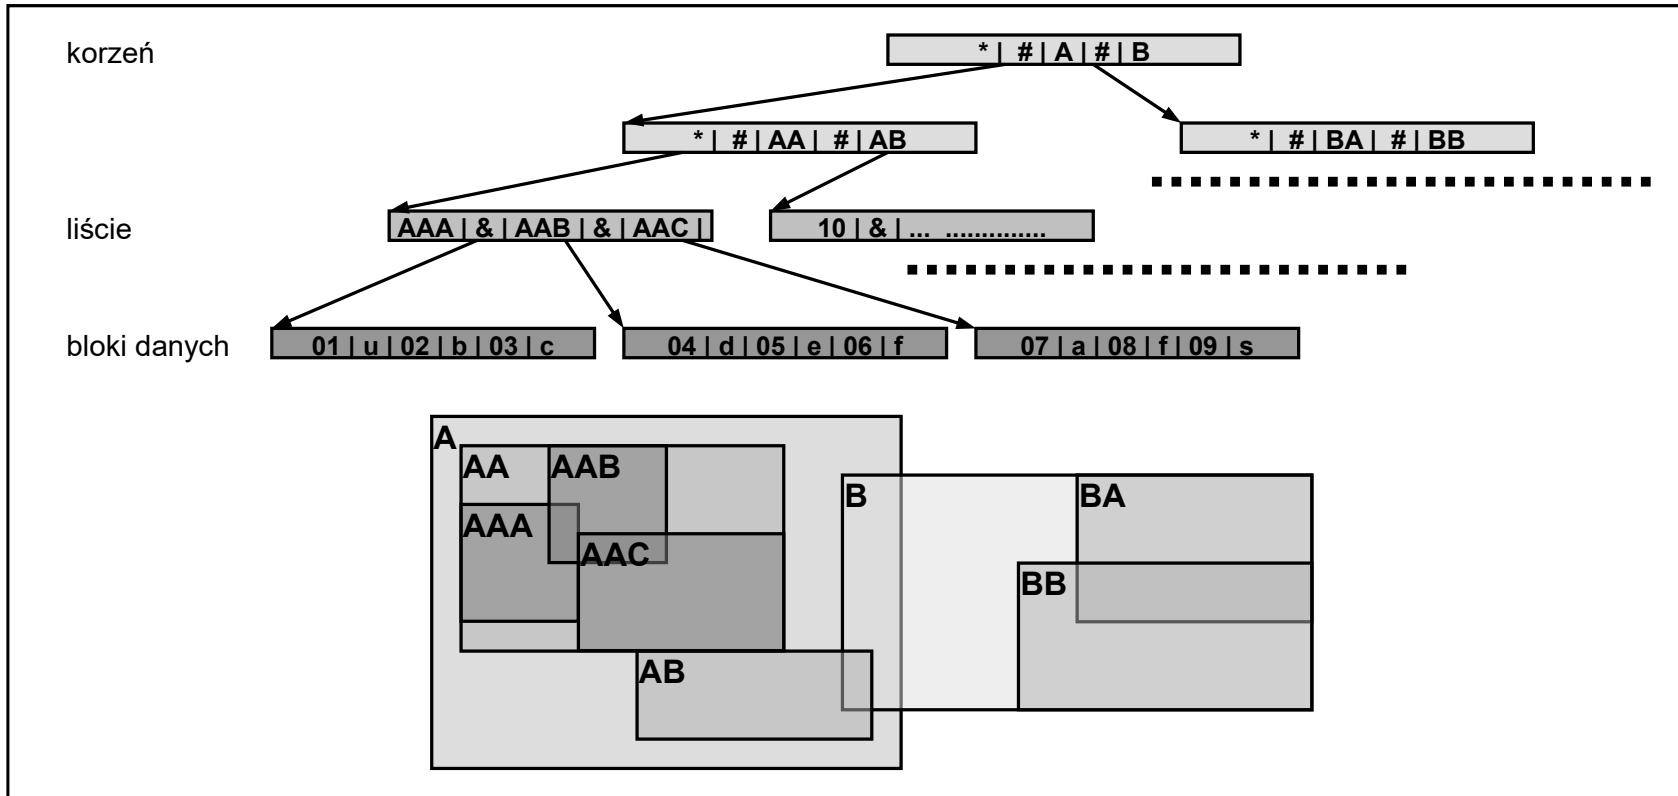 korzeń
* | # | A | # | B
* | # | AA | # | AB
* | # | BA | # | BB
liście
AAA | & | AAB | & | AAC |
10 | & | ... ..............
bloki danych
01 | u | 02 | b | 03 | c
04 | d | 05 | e | 06 | f
07 | a | 08 | f | 09 | s
A
AA
AAB
B
BA
AAA
AAC
BB
AB